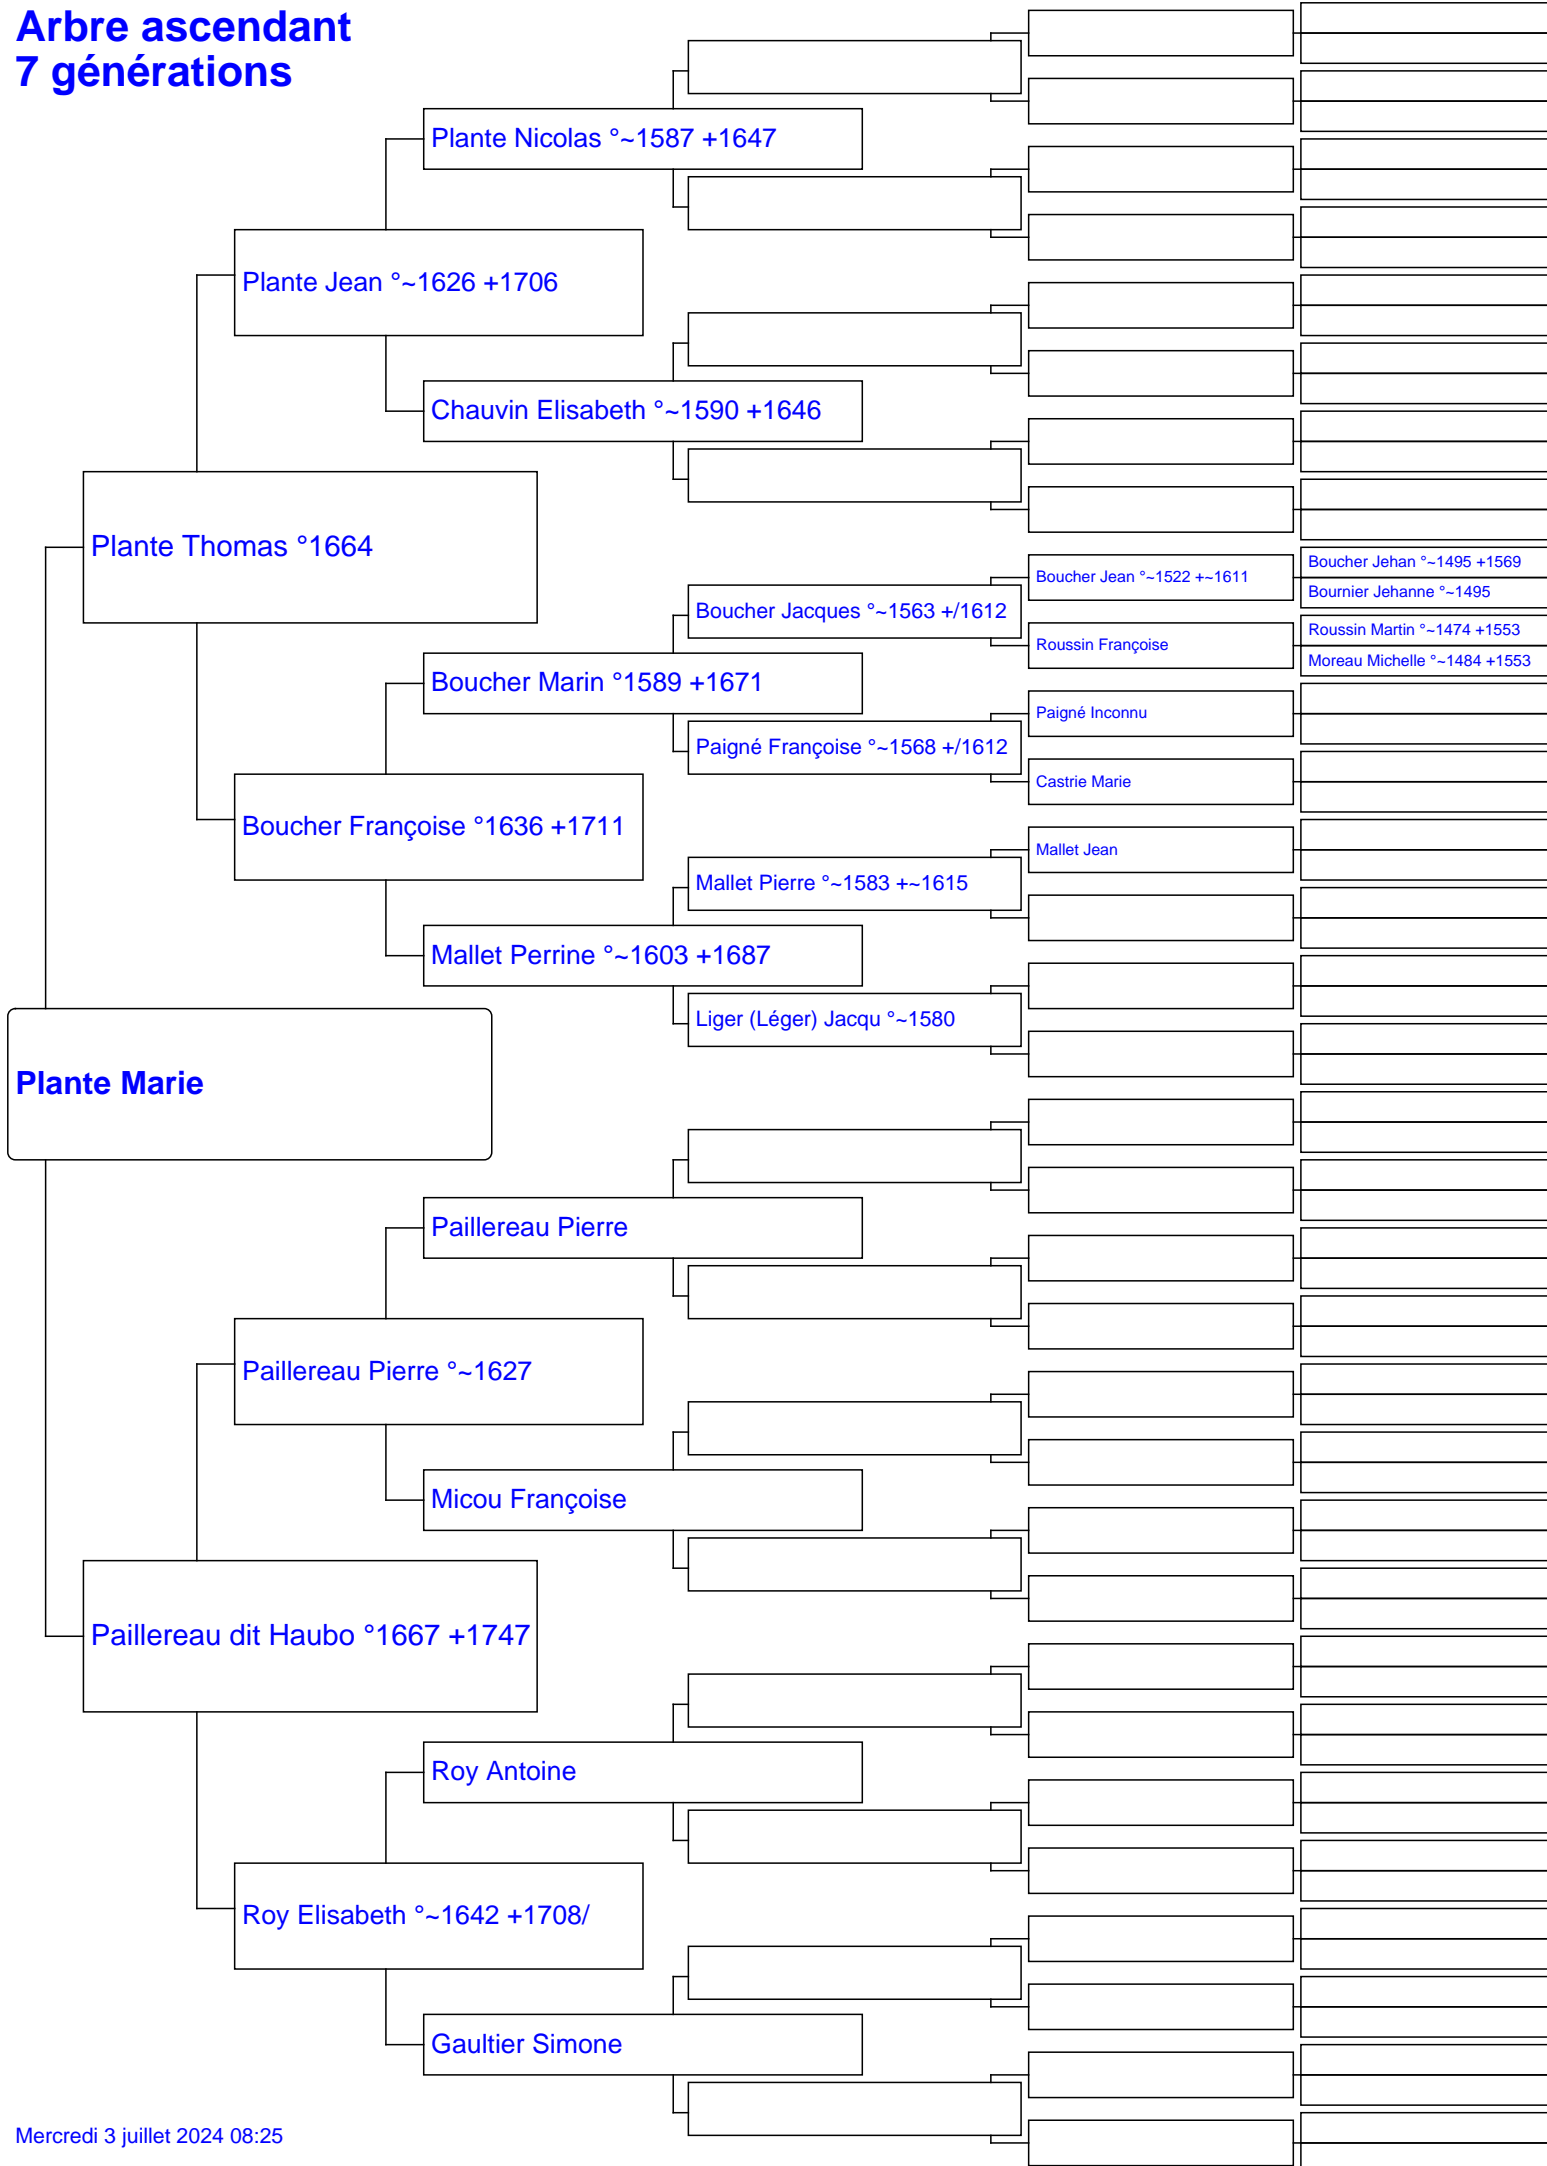 Arbre ascendant
7 générations
Plante Nicolas °~1587 +1647
Plante Jean °~1626 +1706
Chauvin Elisabeth °~1590 +1646
Plante Thomas °1664
Boucher Jehan °~1495 +1569
Boucher Jean °~1522 +~1611
Bournier Jehanne °~1495
Boucher Jacques °~1563 +/1612
Roussin Martin °~1474 +1553
Roussin Françoise
Moreau Michelle °~1484 +1553
Boucher Marin °1589 +1671
Paigné Inconnu
Paigné Françoise °~1568 +/1612
Castrie Marie
Boucher Françoise °1636 +1711
Mallet Jean
Mallet Pierre °~1583 +~1615
Mallet Perrine °~1603 +1687
Liger (Léger) Jacqu °~1580
Plante Marie
Paillereau Pierre
Paillereau Pierre °~1627
Micou Françoise
Paillereau dit Haubo °1667 +1747
Roy Antoine
Roy Elisabeth °~1642 +1708/
Gaultier Simone
Mercredi 3 juillet 2024 08:25